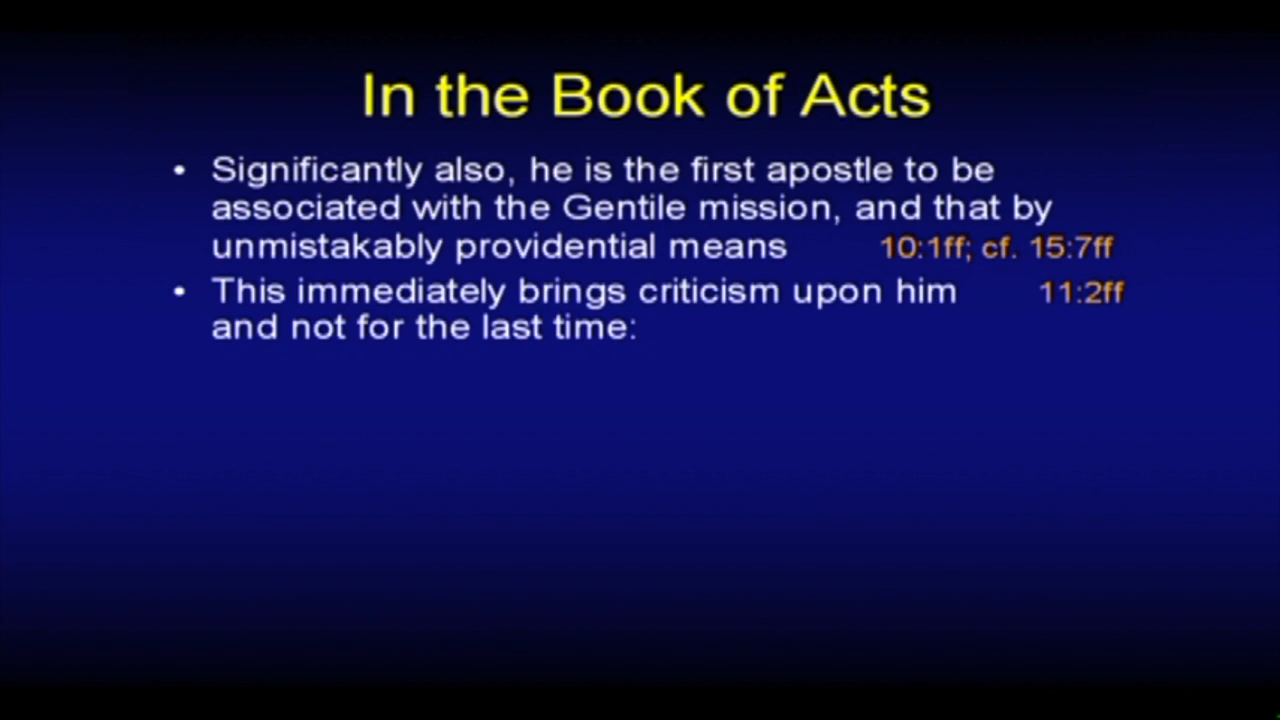 In the Book of Acts
• Significantly also, he is the first apostle to be
associated with the Gentile mission, and that by
unmistakably providential means 10:1ff; cf. 15:7ff
• This immediately brings criticism upon him 11:2ff
and not for the last time: